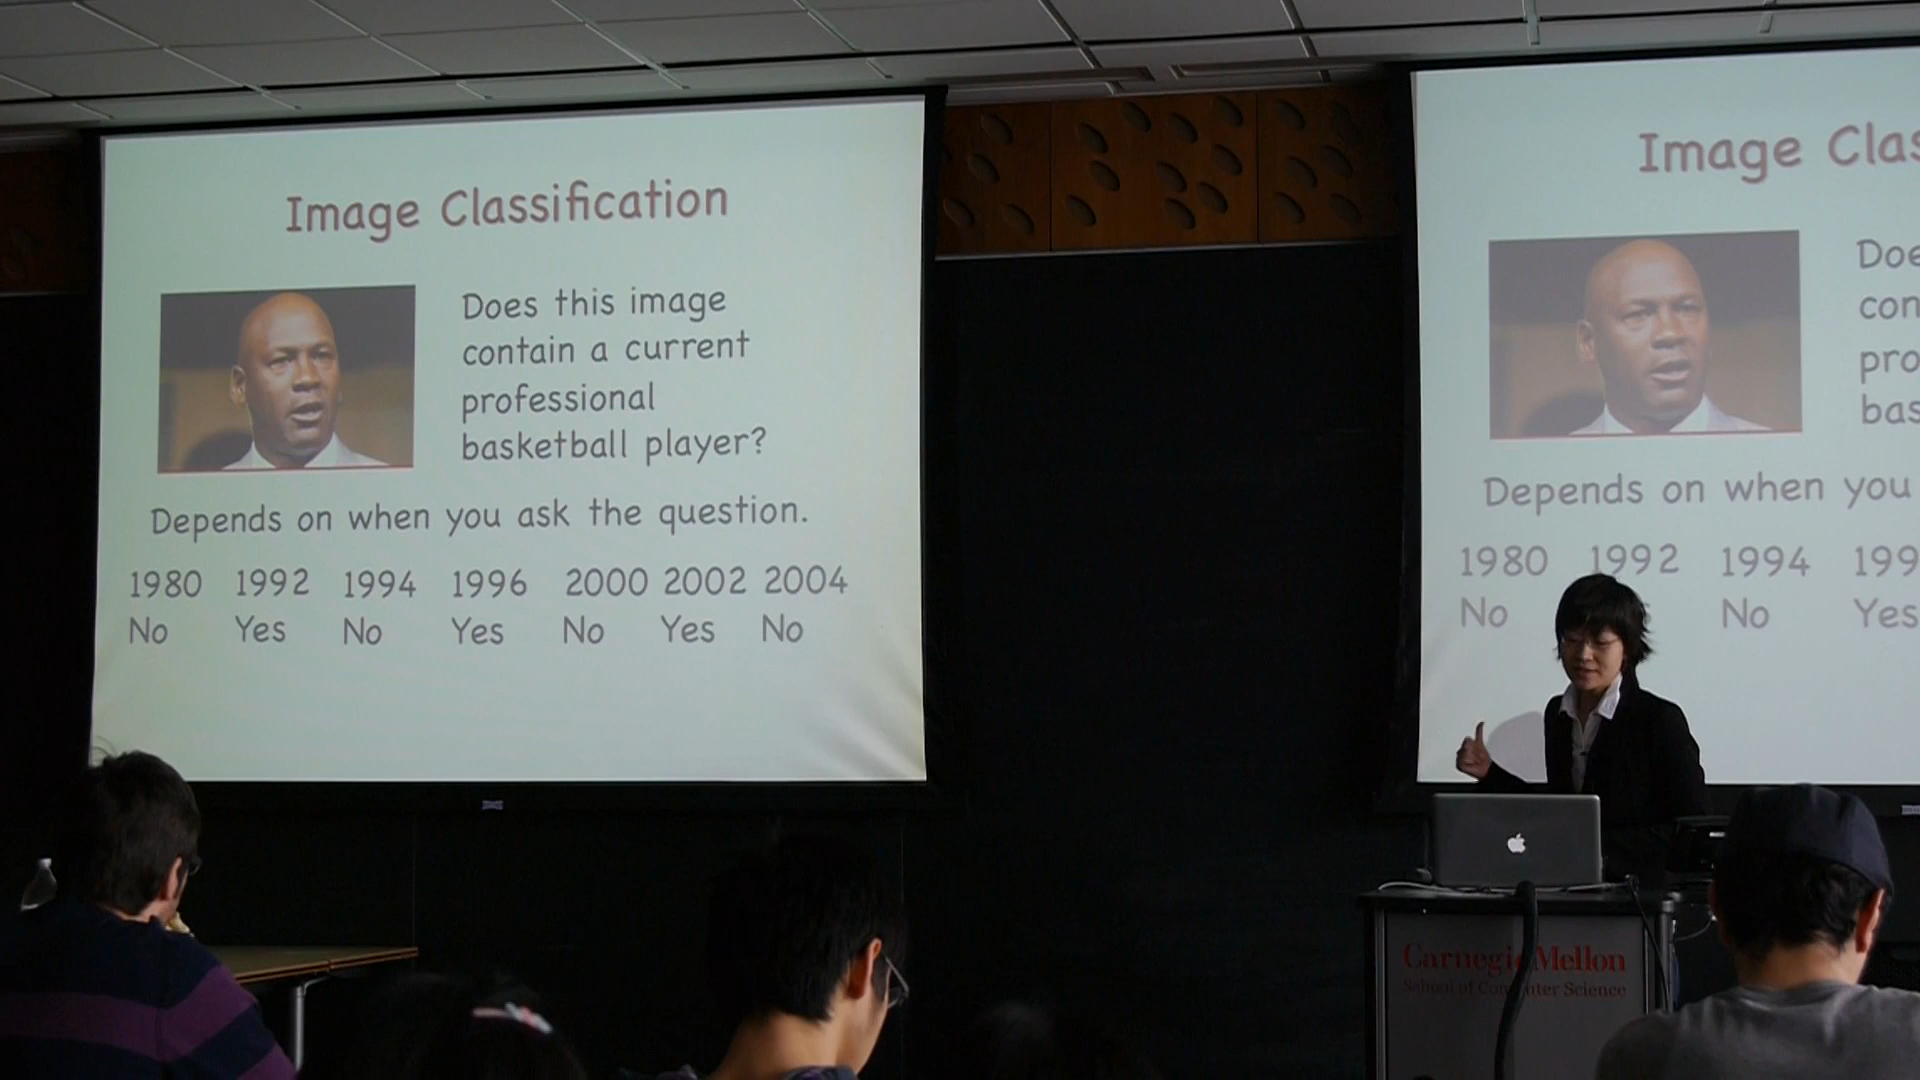 Image Classification
Does this image
contain a current
professional
basketball player?
Depends on when you ask the question.
1980 1992 1994 1996 2000 2002 2004
No Yes No Yes No Yes No
Image Clas
Doe
con
pro
bas
Depends on when you
1980 1992 1994 199
No No Yes
Carnegie Mellon
School of Computer Science